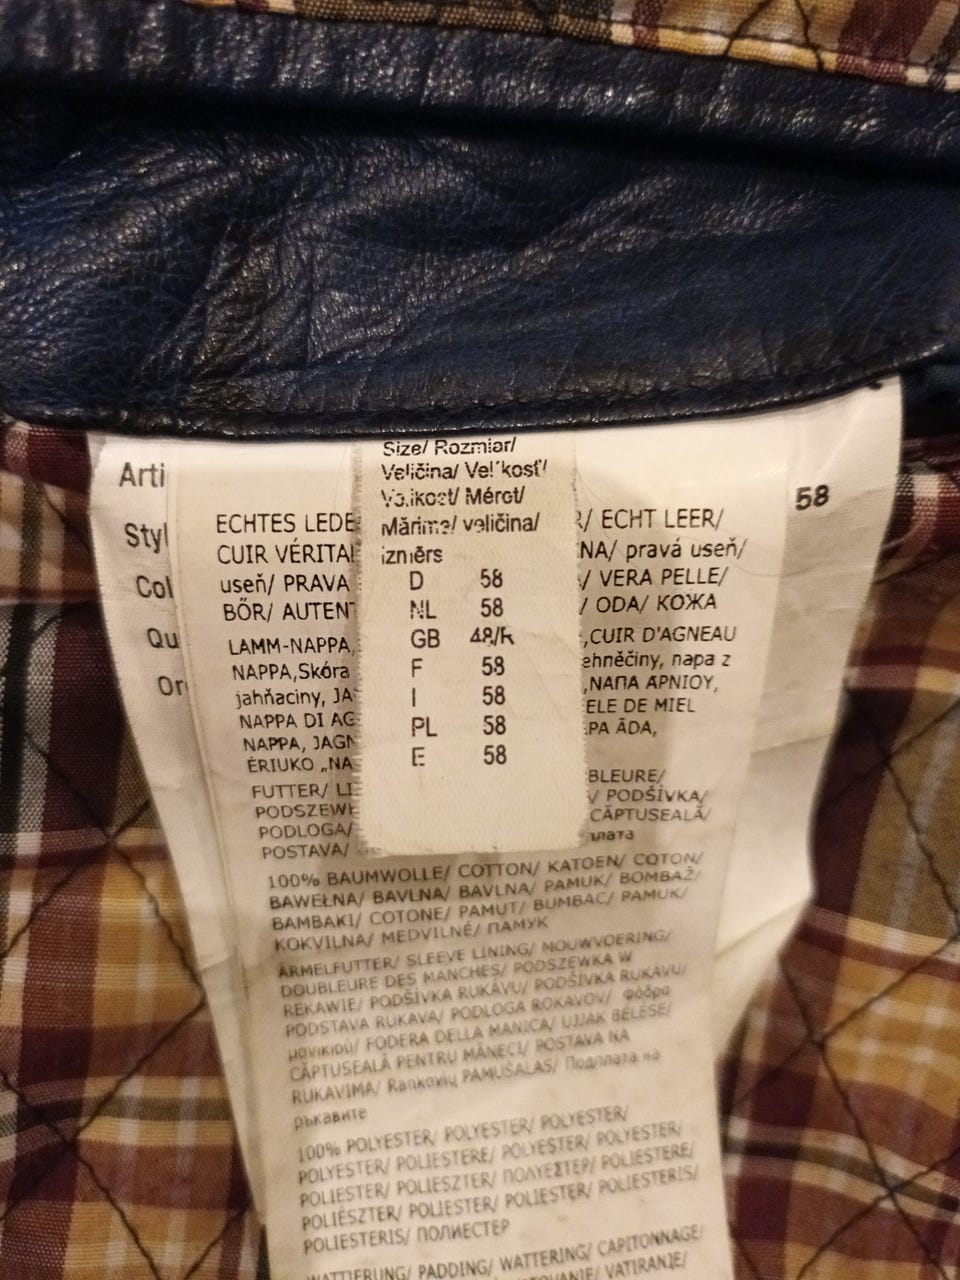 Size/ Rozmiar/
Veličina/ Veľkosť/
Velikost/ Méret/
Mărime/ veličina/
izmērs
D 58
NL 58
GB 48/R
F 58
I 58
PL 58
E 58
58
Arti
Styl
Col
Qu
Or
ECHTES LEDE / ECHT LEER/
CUIR VÉRITA NA/ pravá useň/
useň/ PRAVA / VERA PELLE/
BŐR/ AUTENT / ODA/ КОЖА
LAMM-NAPPA, ,CUIR D'AGNEAU
NAPPA,Skóra ehněčiny, napa z
jahňaciny, JA ,ΝΑΠΑ ΑΡΝΙΟΥ,
NAPPA DI AG ELE DE MIEL
NAPPA, JAGN PA ĀDA,
ĖRIUKO „NA
FUTTER/ LI BLEURE/
PODSZEW / PODŠÍVKA/
PODLOGA/ CĂPTUSEALĂ/
POSTAVA/ плата
100% BAUMWOLLE/ COTTON/ KATOEN/ COTON/
BAWEŁNA/ BAVLNA/ BAVLNA/ PAMUK/ BOMBAŽ/
BAMBAKI/ COTONE/ PAMUT/ BUMBAC/ PAMUK/
KOKVILNA/ MEDVILNĖ/ ПАМУК
ÄRMELFUTTER/ SLEEVE LINING/ MOUWVOERING/
DOUBLEURE DES MANCHES/ PODSZEWKA W
RĘKAWIE/ PODŠÍVKA RUKÁVU/ PODŠÍVKA RUKÁVU/
PODSTAVA RUKAVA/ PODLOGA ROKAVOV/ Φόδρα
μανικιού/ FODERA DELLA MANICA/ UJJAK BÉLÉSE/
CĂPTUSEALĂ PENTRU MÂNECI/ POSTAVA NA
RUKAVIMA/ Rankovių PAMUŠALAS/ Подплата на
ръкавите
100% POLYESTER/ POLYESTER/ POLYESTER/
POLYESTER/ POLIESTERE/ POLYESTER/ POLYESTER/
POLIESTER/ POLIESZTER/ ΠΟΛΥΕΣΤΕΡ/ POLIESTERE/
POLIÉSZTER/ POLIESTER/ POLIESTER/ POLIESTERIS/
POLIESTERIS/ ПОЛИЕСТЕР
WATTIERUNG/ PADDING/ WATTERING/ CAPITONNAGE/
VATIRANJE/